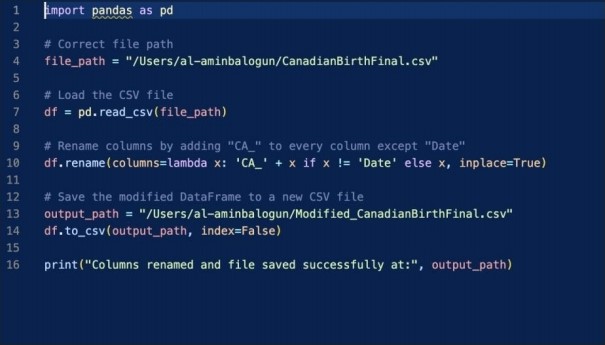 1 import pandas as pd
2
3 # Correct file path
4 file_path = "/Users/al-aminbalogun/CanadianBirthFinal.csv"
5
6 # Load the CSV file
7 df = pd.read_csv(file_path)
8
9 # Rename columns by adding "CA_" to every column except "Date"
10 df.rename(columns=lambda x: 'CA_' + x if x != 'Date' else x, inplace=True)
11
12 # Save the modified DataFrame to a new CSV file
13 output_path = "/Users/al-aminbalogun/Modified_CanadianBirthFinal.csv"
14 df.to_csv(output_path, index=False)
15
16 print("Columns renamed and file saved successfully at:", output_path)